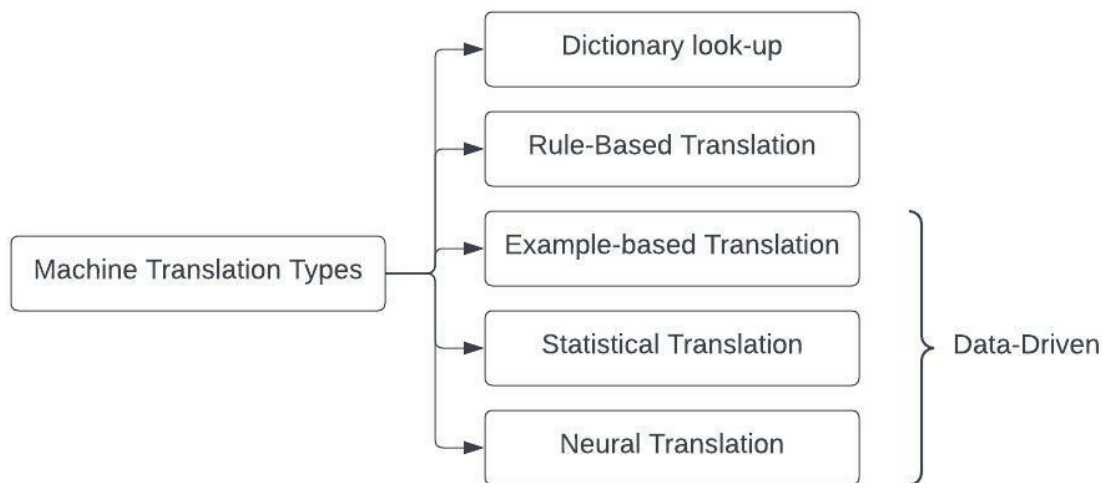 Dictionary look-up
Rule-Based Translation
Example-based Translation
Machine Translation Types
Statistical Translation
Data-Driven
Neural Translation